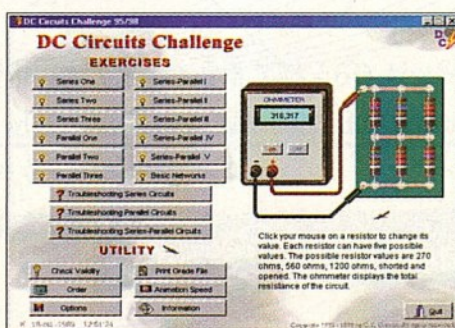 DC Circuits Challenge 95/98
DC Circuits Challenge
EXERCISES
Series One
Series Two
Series Three
Parallel One
Parallel Two
Parallel Three
Series-Parallel I
Series-Parallel II
Series-Parallel III
Series-Parallel IV
Series-Parallel V
Basic Networks
Troubleshooting Series Circuits
Troubleshooting Parallel Circuits
Troubleshooting Series-Parallel Circuits
UTILITY
Check Validity
Order
Options
Print Grade File
Animation Speed
Information
OHMMETER
318,317
Click your mouse on a resistor to change its
value. Each resistor can have five possible
values. The possible resistor values are 270
ohms, 560 ohms, 1200 ohms, shorted and
opened. The ohmmeter displays the total
resistance of the circuit.
Quit